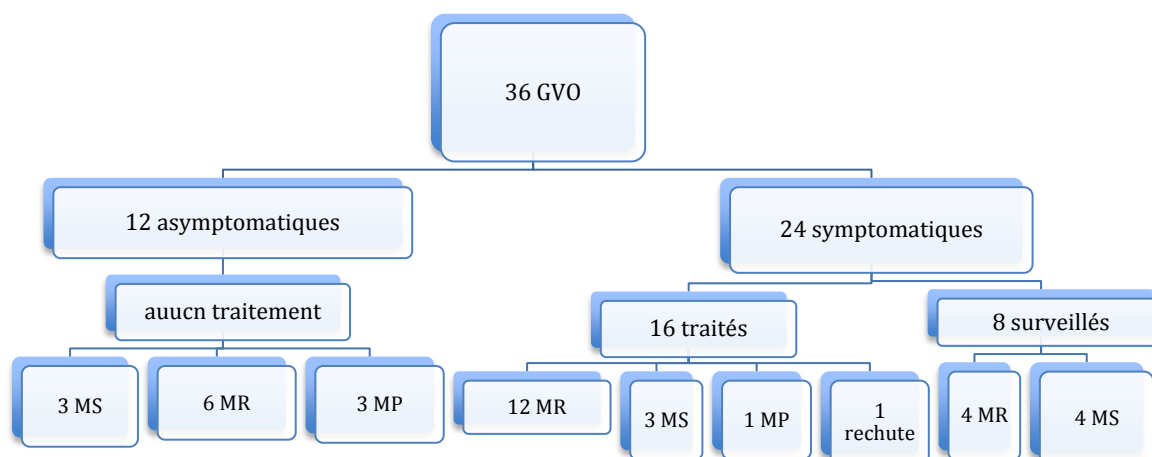 36 GVO
12 asymptomatiques
24 symptomatiques
auucn traitement
16 traités
8 surveillés
3 MS
6 MR
3 MP
12 MR
3 MS
1 MP
1
rechute
4 MR
4 MS